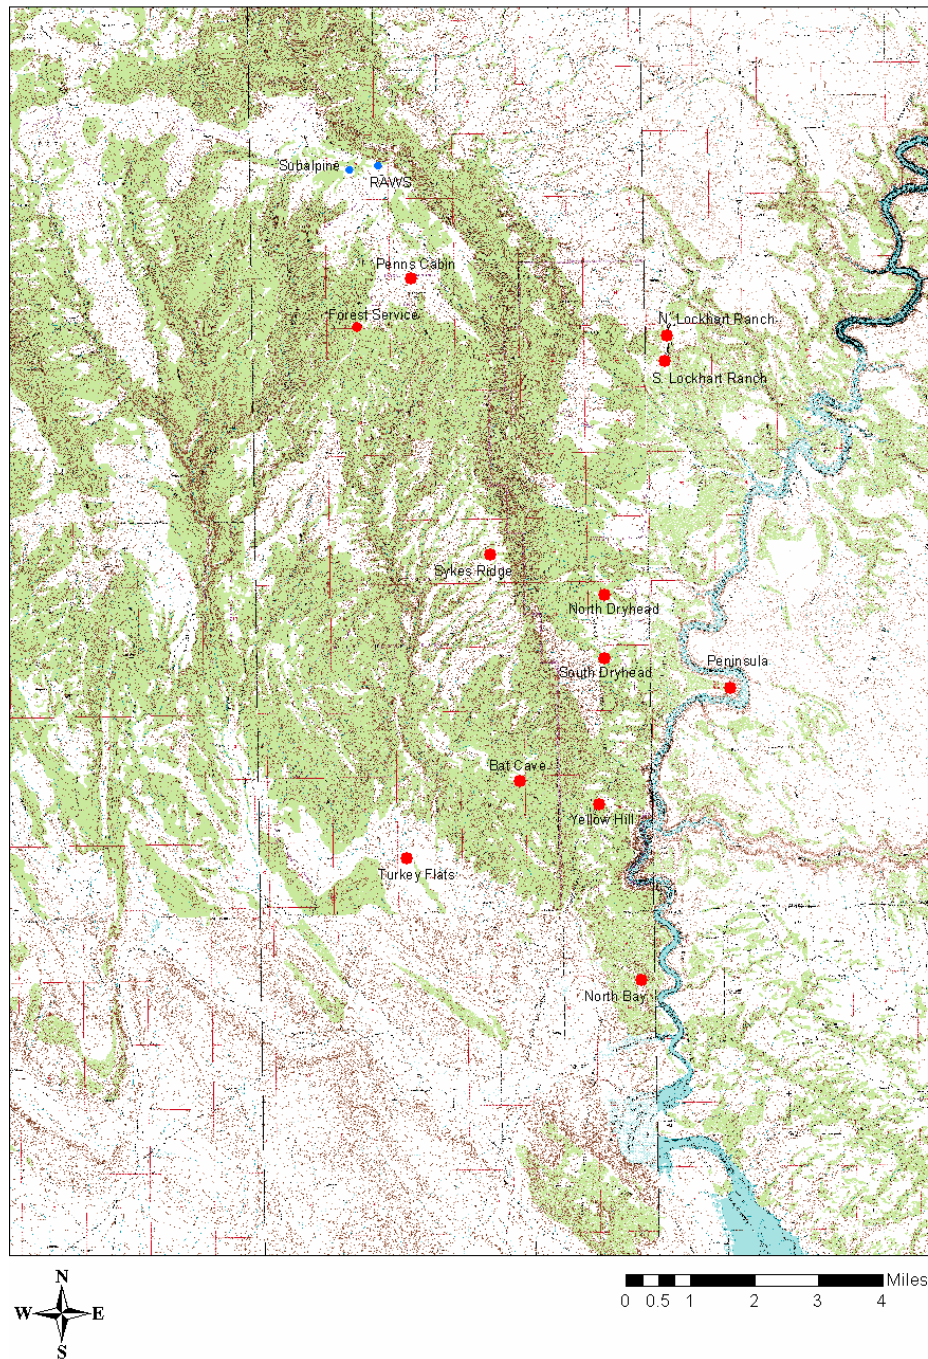 Subalpine
RAWS
Penns Cabin
Forest Service
N. Lockhart Ranch
S. Lockhart Ranch
Sykes Ridge
North Dryhead
South Dryhead
Peninsula
Bat Cave
Yellow Hill
Turkey Flats
North Bay
N
W E
S
Miles
0 0.5 1 2 3 4